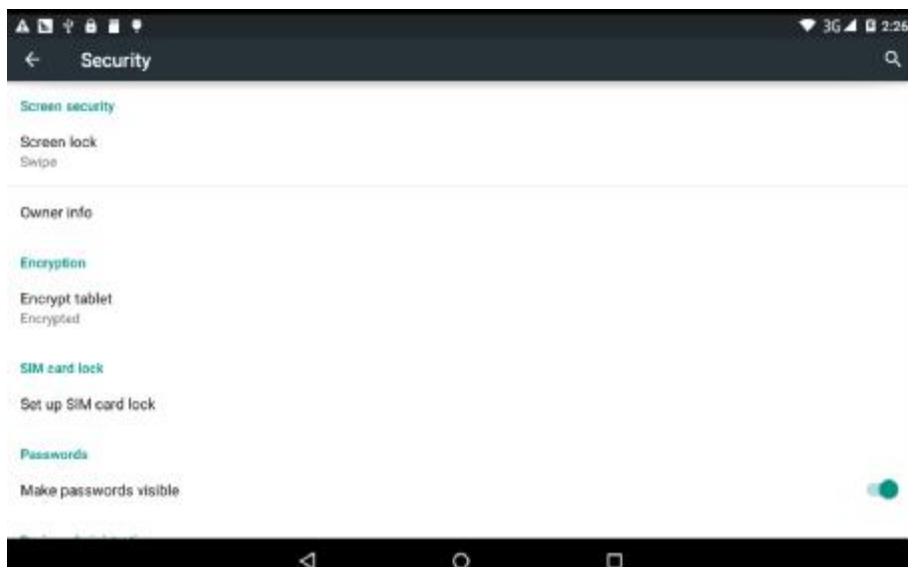 3G 2:26
Security
Screen security
Screen lock
Swipe
Owner info
Encryption
Encrypt tablet
Encrypted
SIM card lock
Set up SIM card lock
Passwords
Make passwords visible